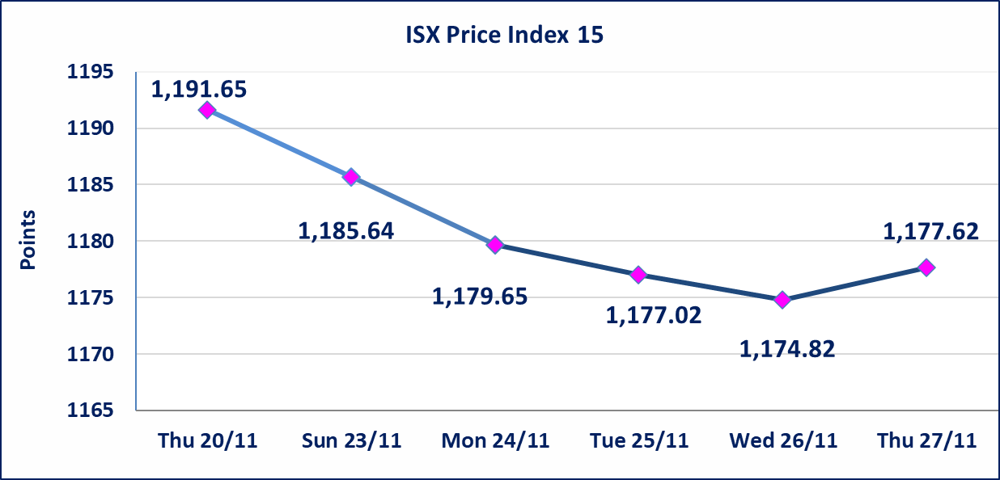 ISX Price Index 15
1195
1190
1185
1180
1175
1170
1165
Points
1,191.65
1,185.64
1,179.65
1,177.02
1,174.82
1,177.62
Thu 20/11
Sun 23/11
Mon 24/11
Tue 25/11
Wed 26/11
Thu 27/11